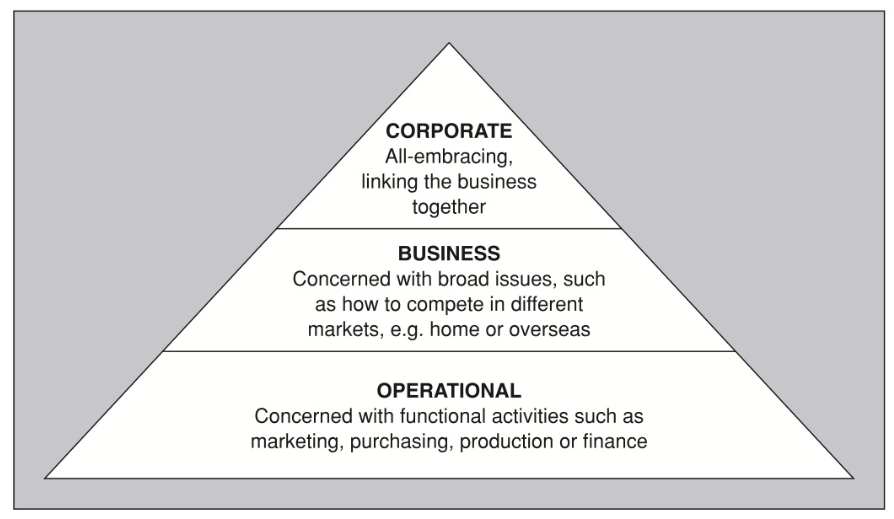 CORPORATE
All-embracing,
linking the business
together
BUSINESS
Concerned with broad issues, such
as how to compete in different
markets, e.g. home or overseas
OPERATIONAL
Concerned with functional activities such as
marketing, purchasing, production or finance